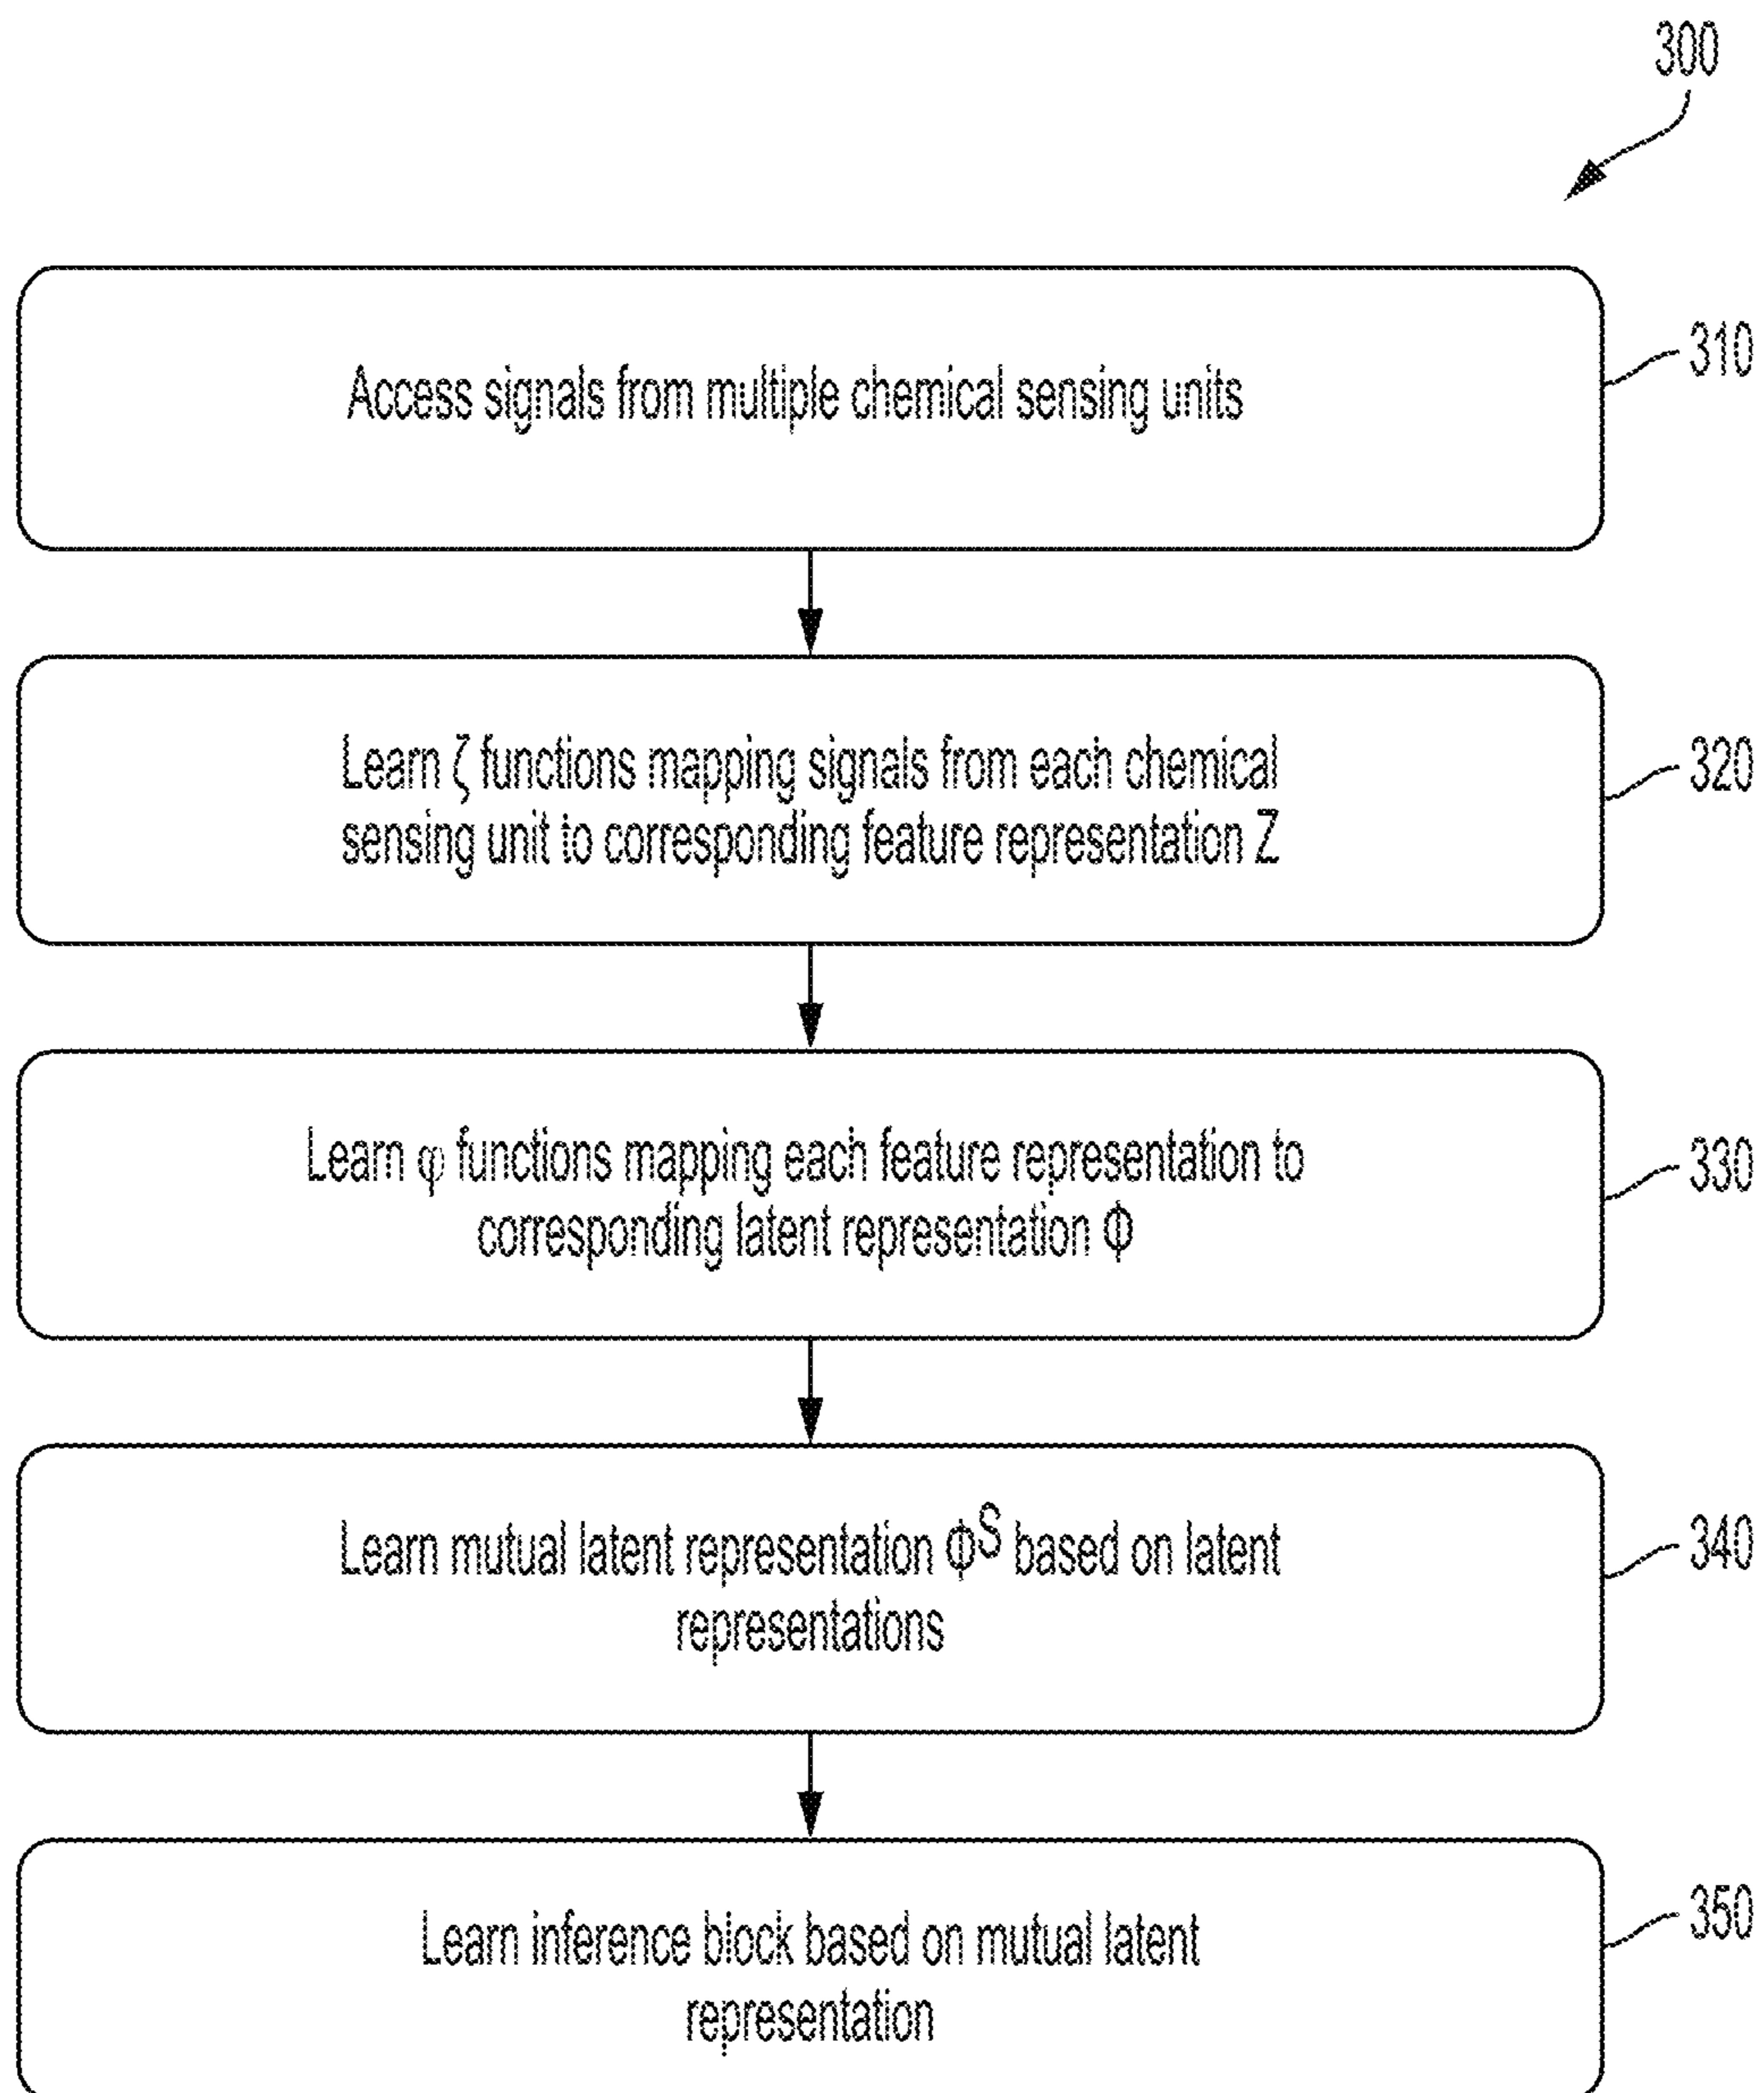 300
Access signals from multiple chemical sensing units
310
Learn ζ functions mapping signals from each chemical
sensing unit to corresponding feature representation Z
320
Learn φ functions mapping each feature representation to
corresponding latent representation Φ
330
Learn mutual latent representation Φ^S based on latent
representations
340
Learn inference block based on mutual latent
representation
350